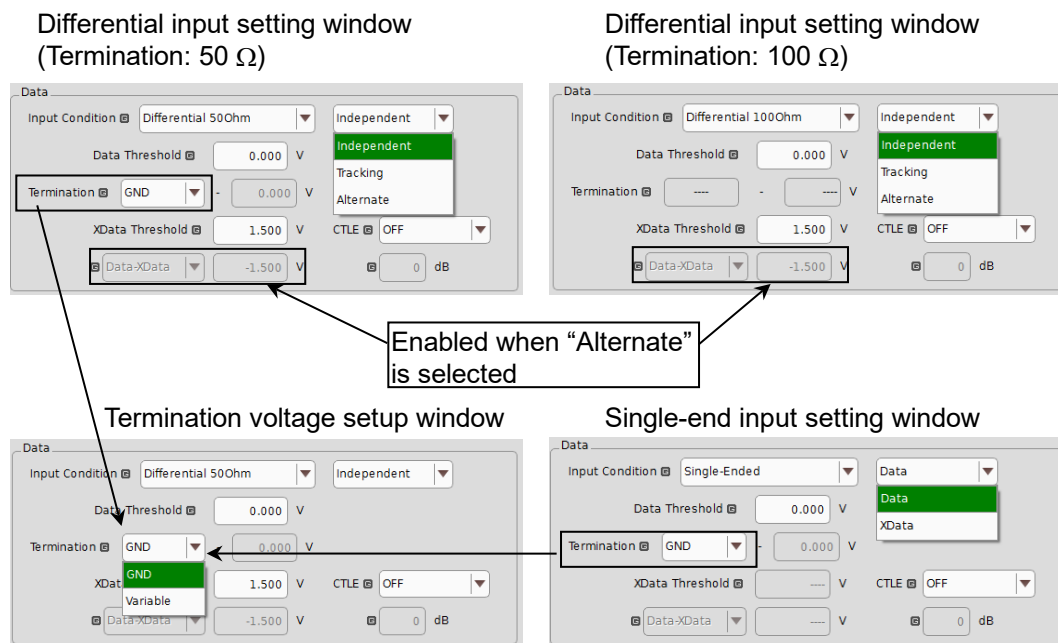 Differential input setting window
(Termination: 50 Ω)
Data
Input Condition G Differential 50Ohm Independent
Independent
Tracking
Alternate
Data Threshold G 0.000 V
Termination G GND - 0.000 V
XData Threshold G 1.500 V CTLE G OFF
G Data-XData -1.500 V G 0 dB
Differential input setting window
(Termination: 100 Ω)
Data
Input Condition G Differential 100Ohm Independent
Independent
Tracking
Alternate
Data Threshold G 0.000 V
Termination G ---- - ---- V
XData Threshold G 1.500 V CTLE G OFF
G Data-XData -1.500 V G 0 dB
Enabled when “Alternate”
is selected
Termination voltage setup window
Data
Input Condition G Differential 50Ohm Independent
Data Threshold G 0.000 V
Termination G GND 0.000 V
GND
Variable
XDat 1.500 V CTLE G OFF
G Data-XData -1.500 V G 0 dB
Single-end input setting window
Data
Input Condition G Single-Ended Data
Data
XData
Data Threshold G 0.000 V
Termination G GND - 0.000 V
XData Threshold G ---- V CTLE G OFF
G Data-XData ---- V G 0 dB